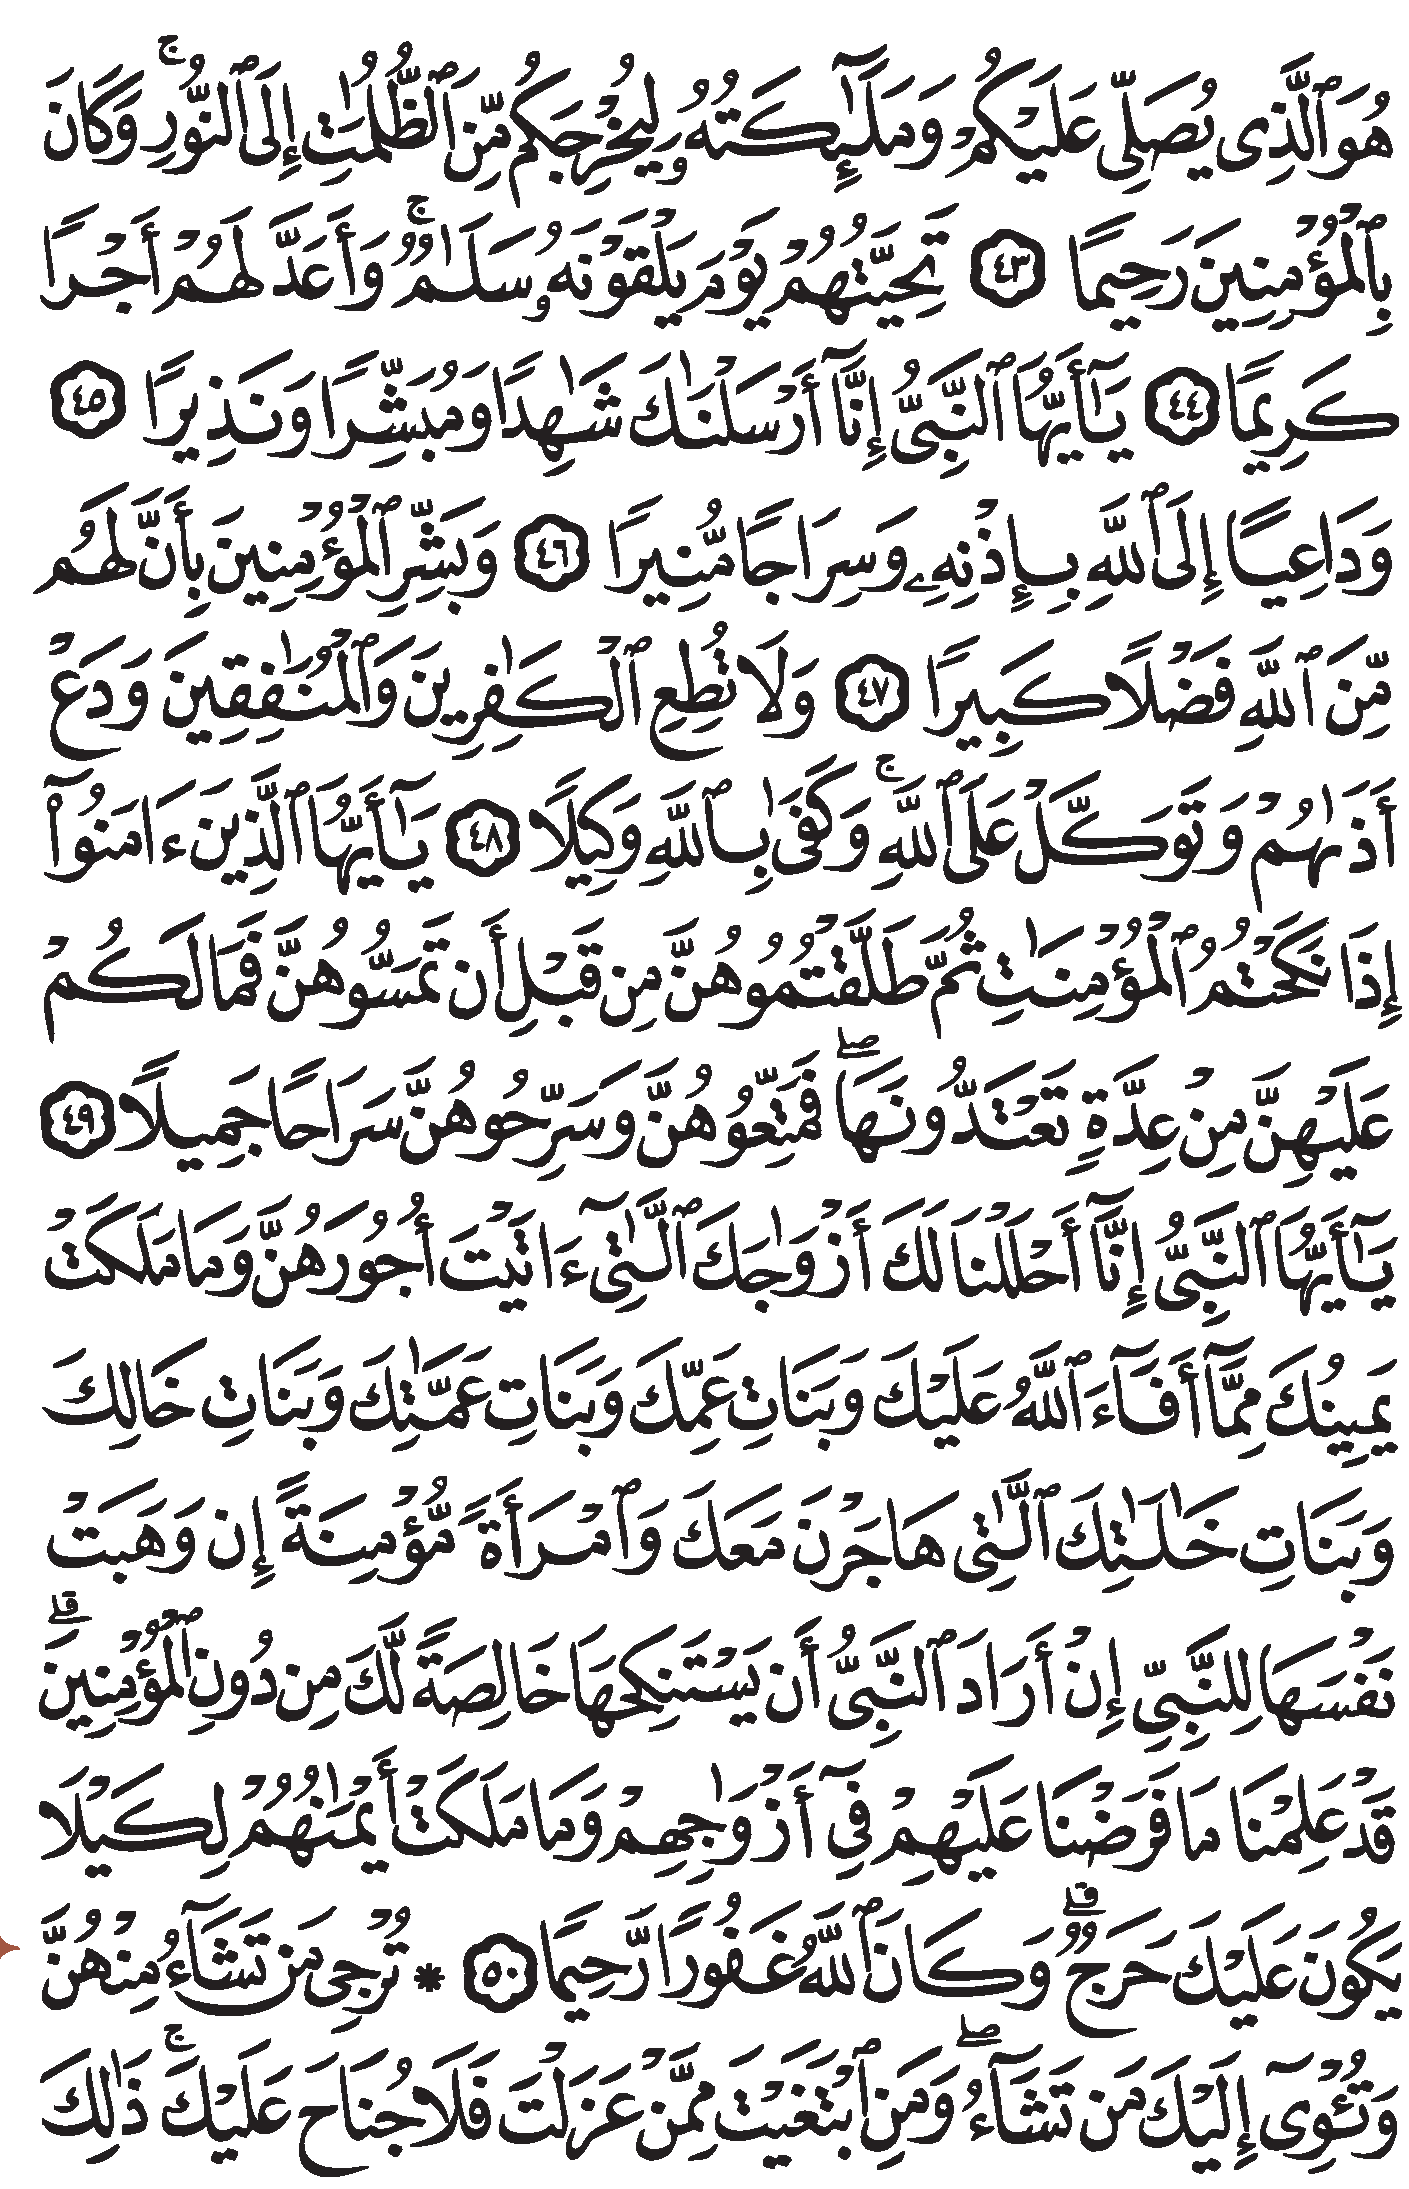 هُوَ ٱلَّذِى يُصَلِّى عَلَيْكُمْ وَمَلَٰٓئِكَتُهُۥ لِيُخْرِجَكُم مِّنَ ٱلظُّلُمَٰتِ إِلَى ٱلنُّورِ ۚ وَكَانَ
بِٱلْمُؤْمِنِينَ رَحِيمًا ٤٣ تَحِيَّتُهُمْ يَوْمَ يَلْقَوْنَهُۥ سَلَٰمٌ ۚ وَأَعَدَّ لَهُمْ أَجْرًا
كَرِيمًا ٤٤ يَٰٓأَيُّهَا ٱلنَّبِىُّ إِنَّآ أَرْسَلْنَٰكَ شَٰهِدًا وَمُبَشِّرًا وَنَذِيرًا ٤٥
وَدَاعِيًا إِلَى ٱللَّهِ بِإِذْنِهِۦ وَسِرَاجًا مُّنِيرًا ٤٦ وَبَشِّرِ ٱلْمُؤْمِنِينَ بِأَنَّ لَهُم
مِّنَ ٱللَّهِ فَضْلًا كَبِيرًا ٤٧ وَلَا تُطِعِ ٱلْكَٰفِرِينَ وَٱلْمُنَٰفِقِينَ وَدَعْ
أَذَىٰهُمْ وَتَوَكَّلْ عَلَى ٱللَّهِ ۚ وَكَفَىٰ بِٱللَّهِ وَكِيلًا ٤٨ يَٰٓأَيُّهَا ٱلَّذِينَ ءَامَنُوٓا۟
إِذَا نَكَحْتُمُ ٱلْمُؤْمِنَٰتِ ثُمَّ طَلَّقْتُمُوهُنَّ مِن قَبْلِ أَن تَمَسُّوهُنَّ فَمَا لَكُمْ
عَلَيْهِنَّ مِنْ عِدَّةٍ تَعْتَدُّونَهَا ۖ فَمَتِّعُوهُنَّ وَسَرِّحُوهُنَّ سَرَاحًا جَمِيلًا ٤٩
يَٰٓأَيُّهَا ٱلنَّبِىُّ إِنَّآ أَحْلَلْنَا لَكَ أَزْوَٰجَكَ ٱلَّٰتِىٓ ءَاتَيْتَ أُجُورَهُنَّ وَمَا مَلَكَتْ
يَمِينُكَ مِمَّآ أَفَآءَ ٱللَّهُ عَلَيْكَ وَبَنَاتِ عَمِّكَ وَبَنَاتِ عَمَّٰتِكَ وَبَنَاتِ خَالِكَ
وَبَنَاتِ خَٰلَٰتِكَ ٱلَّٰتِى هَاجَرْنَ مَعَكَ وَٱمْرَأَةً مُّؤْمِنَةً إِن وَهَبَتْ
نَفْسَهَا لِلنَّبِىِّ إِنْ أَرَادَ ٱلنَّبِىُّ أَن يَسْتَنكِحَهَا خَالِصَةً لَّكَ مِن دُونِ ٱلْمُؤْمِنِينَ ۗ
قَدْ عَلِمْنَا مَا فَرَضْنَا عَلَيْهِمْ فِىٓ أَزْوَٰجِهِمْ وَمَا مَلَكَتْ أَيْمَٰنُهُمْ لِكَيْلَا
يَكُونَ عَلَيْكَ حَرَجٌ ۗ وَكَانَ ٱللَّهُ غَفُورًا رَّحِيمًا ٥٠ * تُرْجِى مَن تَشَآءُ مِنْهُنَّ
وَتُـْٔوِىٓ إِلَيْكَ مَن تَشَآءُ ۖ وَمَنِ ٱبْتَغَيْتَ مِمَّنْ عَزَلْتَ فَلَا جُنَاحَ عَلَيْكَ ۚ ذَٰلِكَ